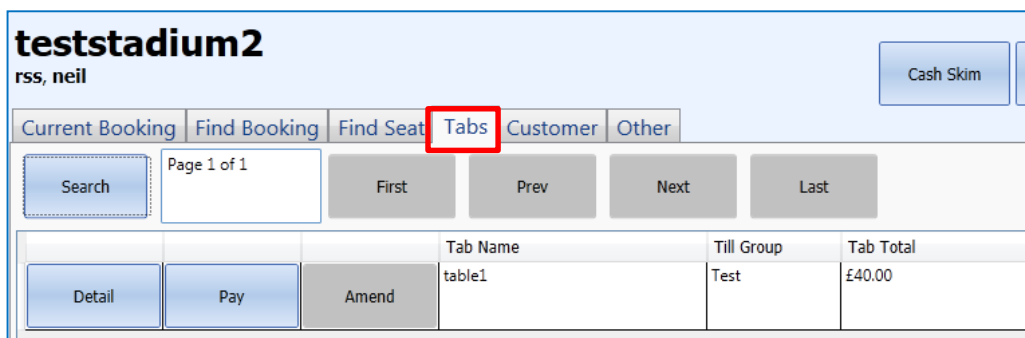 teststadium2
rss, neil
Cash Skim
Current Booking Find Booking Find Seat Tabs Customer Other
Search Page 1 of 1 First Prev Next Last
Tab Name Till Group Tab Total
Detail Pay Amend table1 Test £40.00